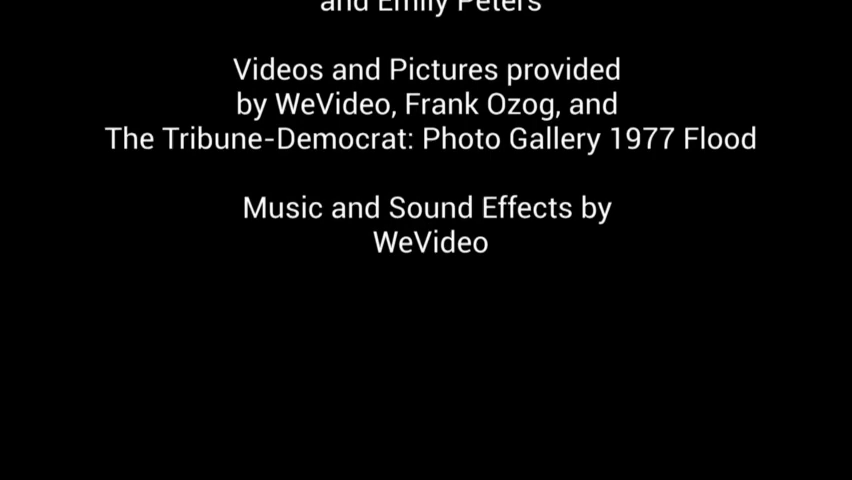 and Emily Peters
Videos and Pictures provided
by WeVideo, Frank Ozog, and
The Tribune-Democrat: Photo Gallery 1977 Flood
Music and Sound Effects by
WeVideo